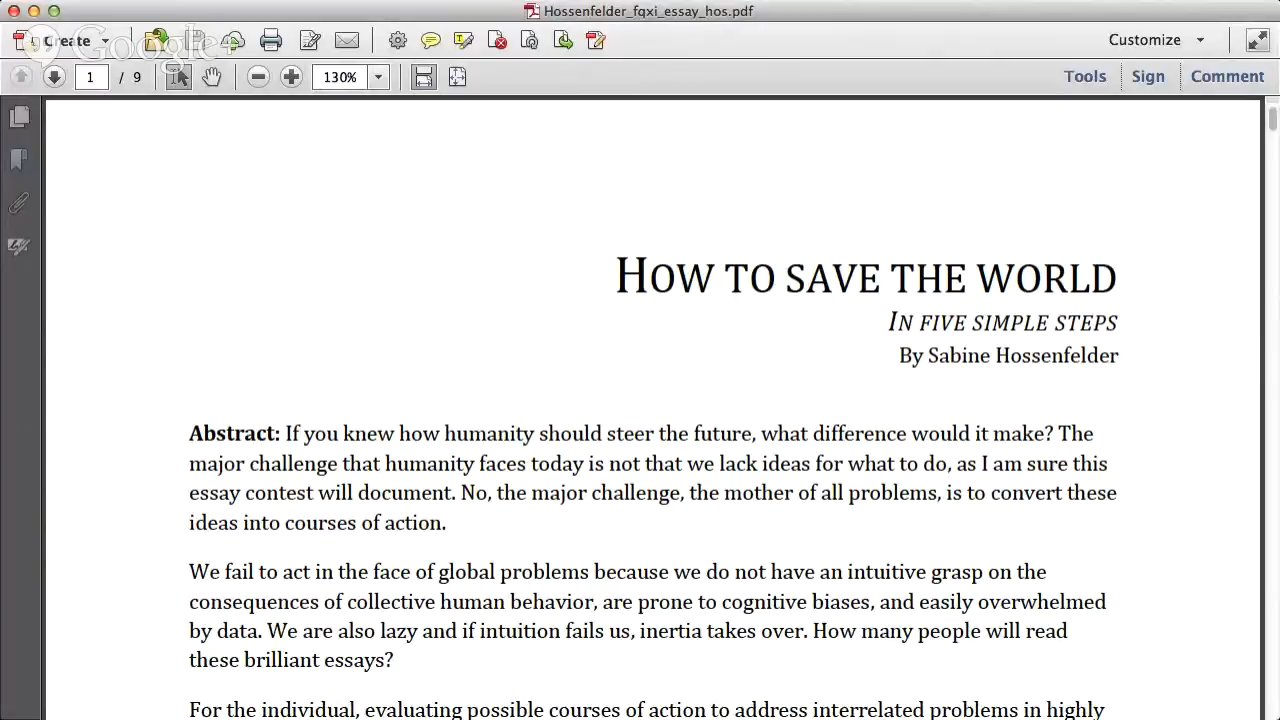 Hossenfelder_fqxi_essay_hos.pdf
Create
Google+
Customize
1 / 9
130%
Tools
Sign
Comment
HOW TO SAVE THE WORLD
IN FIVE SIMPLE STEPS
By Sabine Hossenfelder
Abstract: If you knew how humanity should steer the future, what difference would it make? The
major challenge that humanity faces today is not that we lack ideas for what to do, as I am sure this
essay contest will document. No, the major challenge, the mother of all problems, is to convert these
ideas into courses of action.
We fail to act in the face of global problems because we do not have an intuitive grasp on the
consequences of collective human behavior, are prone to cognitive biases, and easily overwhelmed
by data. We are also lazy and if intuition fails us, inertia takes over. How many people will read
these brilliant essays?
For the individual, evaluating possible courses of action to address interrelated problems in highly